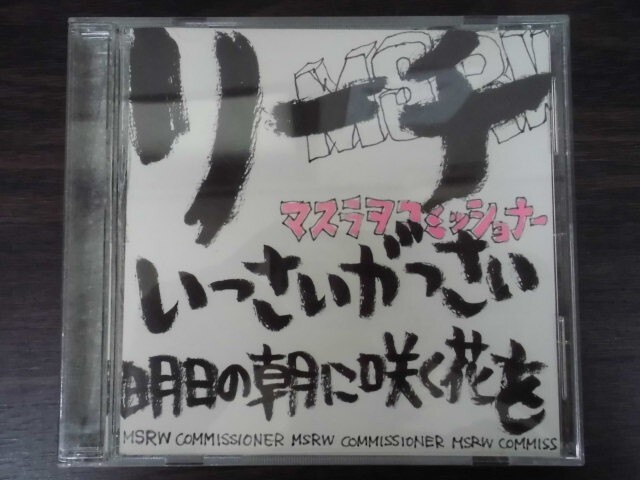 リーチ
MSRW
マスラヲコミッショナー
いっさいがっさい
明日の朝に咲く花を
MSRW COMMISSIONER MSRW COMMISSIONER MSRW COMMISS